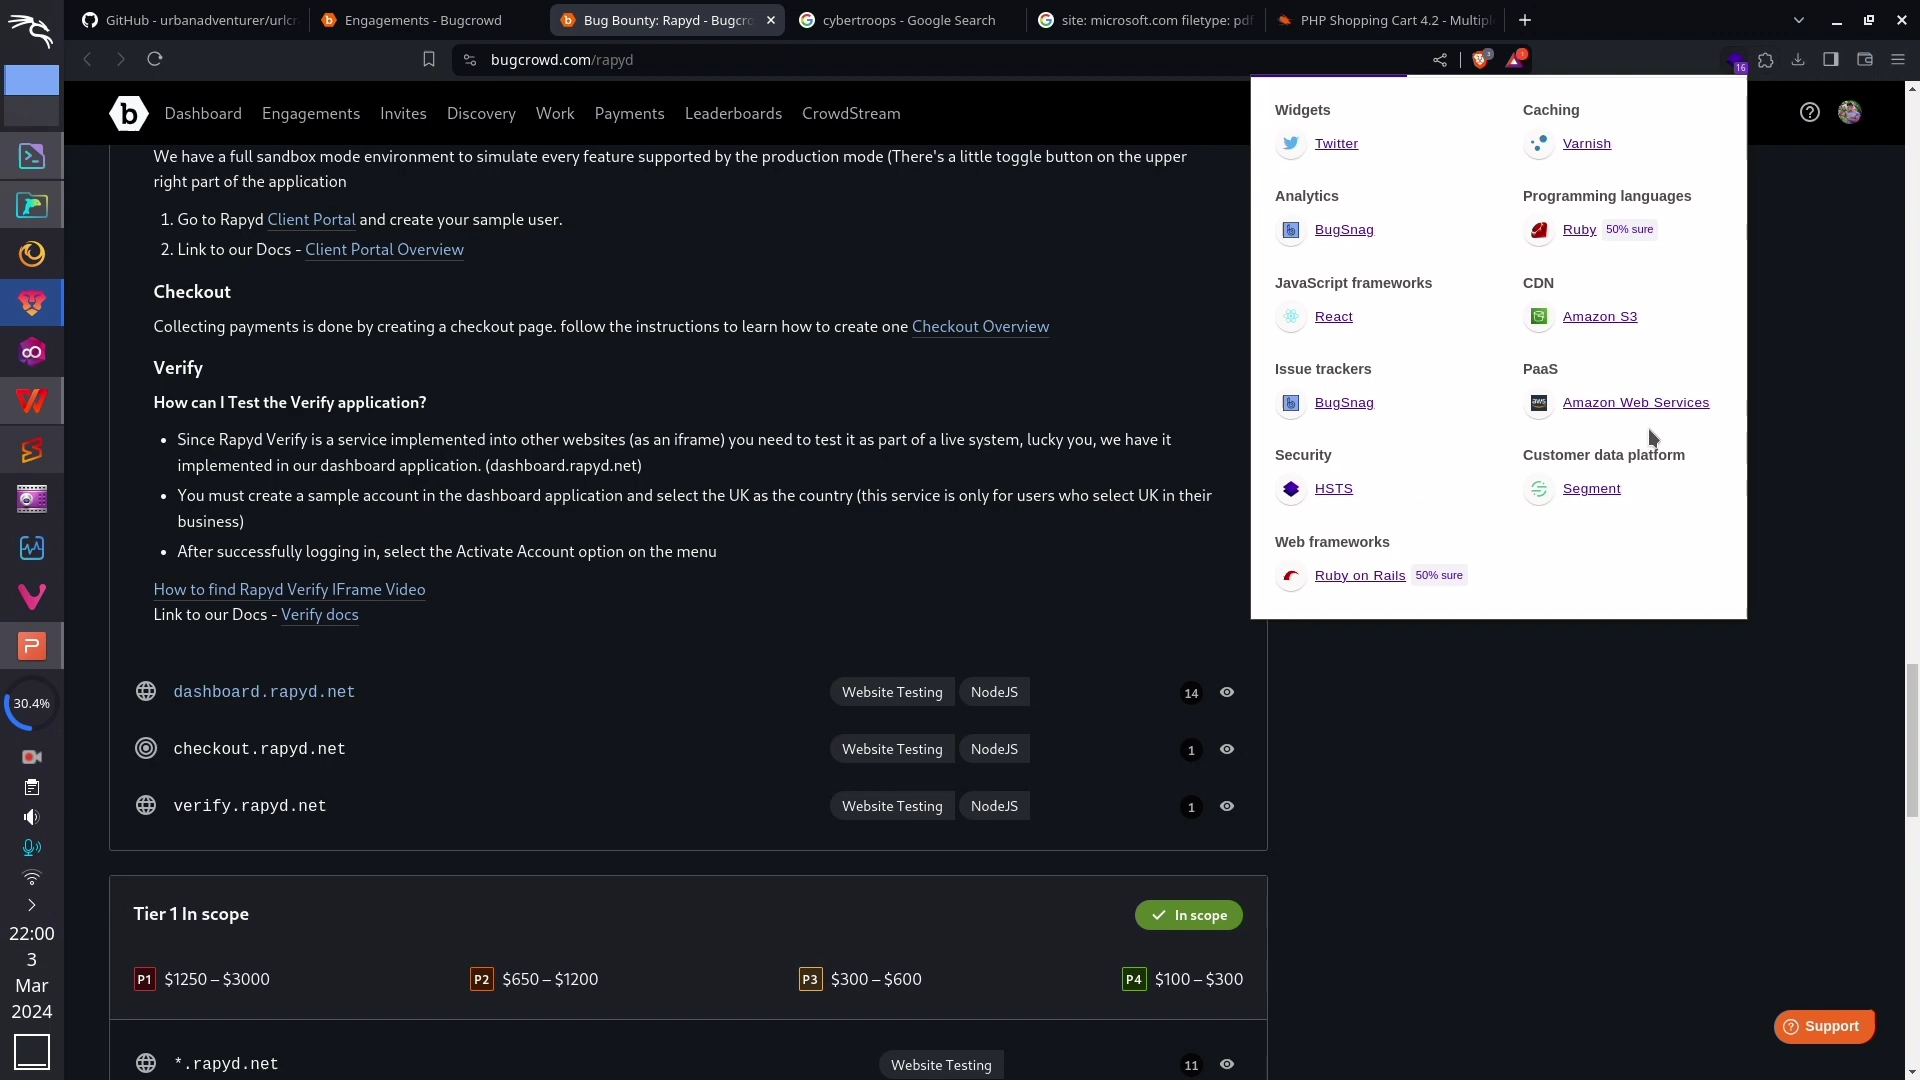 GitHub - urbanadventurer/urlcr
Engagements - Bugcrowd
Bug Bounty: Rapyd - Bugcro
cybertroops - Google Search
site: microsoft.com filetype: pdf
PHP Shopping Cart 4.2 - Multipl
bugcrowd.com/rapyd
3
1
16
b
Dashboard
Engagements
Invites
Discovery
Work
Payments
Leaderboards
CrowdStream
We have a full sandbox mode environment to simulate every feature supported by the production mode (There's a little toggle button on the upper
right part of the application
1. Go to Rapyd Client Portal and create your sample user.
2. Link to our Docs - Client Portal Overview
Checkout
Collecting payments is done by creating a checkout page. follow the instructions to learn how to create one Checkout Overview
Verify
How can I Test the Verify application?
• Since Rapyd Verify is a service implemented into other websites (as an iframe) you need to test it as part of a live system, lucky you, we have it
implemented in our dashboard application. (dashboard.rapyd.net)
• You must create a sample account in the dashboard application and select the UK as the country (this service is only for users who select UK in their
business)
• After successfully logging in, select the Activate Account option on the menu
How to find Rapyd Verify IFrame Video
Link to our Docs - Verify docs
dashboard.rapyd.net
Website Testing
NodeJS
14
checkout.rapyd.net
Website Testing
NodeJS
1
verify.rapyd.net
Website Testing
NodeJS
1
Tier 1 In scope
In scope
P1 $1250 – $3000
P2 $650 – $1200
P3 $300 – $600
P4 $100 – $300
*.rapyd.net
Website Testing
11
Widgets
Twitter
Analytics
BugSnag
JavaScript frameworks
React
Issue trackers
BugSnag
Security
HSTS
Web frameworks
Ruby on Rails 50% sure
Caching
Varnish
Programming languages
Ruby 50% sure
CDN
Amazon S3
PaaS
aws
Amazon Web Services
Customer data platform
Segment
Support
30.4%
22:00
3
Mar
2024